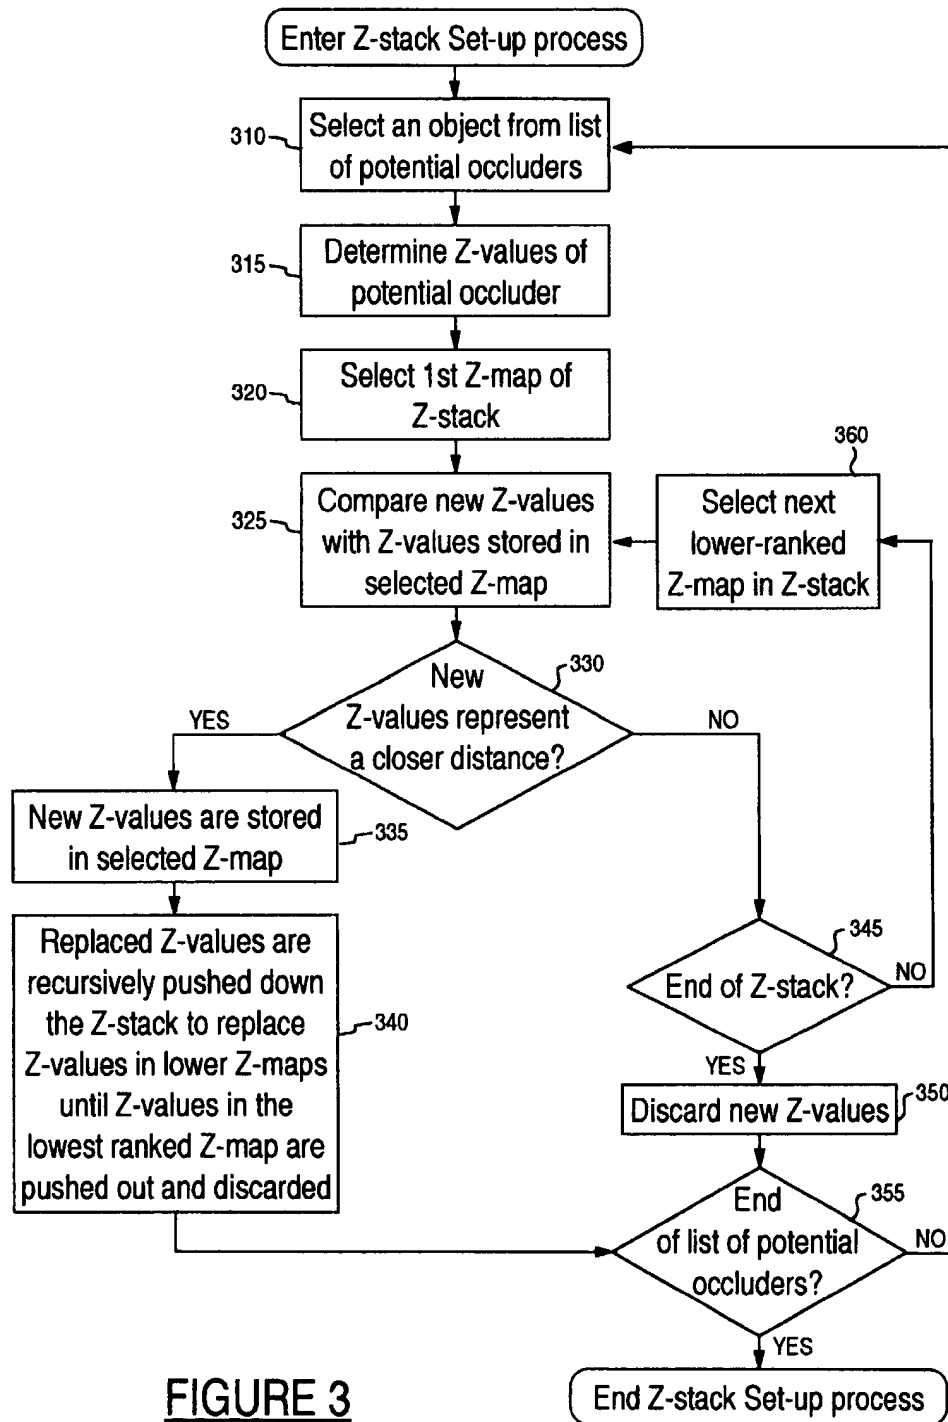 Enter Z-stack Set-up process
310
Select an object from list
of potential occluders
315
Determine Z-values of
potential occluder
320
Select 1st Z-map of
Z-stack
360
325
Compare new Z-values
with Z-values stored in
selected Z-map
Select next
lower-ranked
Z-map in Z-stack
330
New
Z-values represent
a closer distance?
YES
NO
New Z-values are stored
in selected Z-map
335
Replaced Z-values are
recursively pushed down
the Z-stack to replace
Z-values in lower Z-maps
until Z-values in the
lowest ranked Z-map are
pushed out and discarded
340
345
End of Z-stack?
NO
YES
350
Discard new Z-values
355
End
of list of potential
occluders?
NO
YES
End Z-stack Set-up process
FIGURE 3